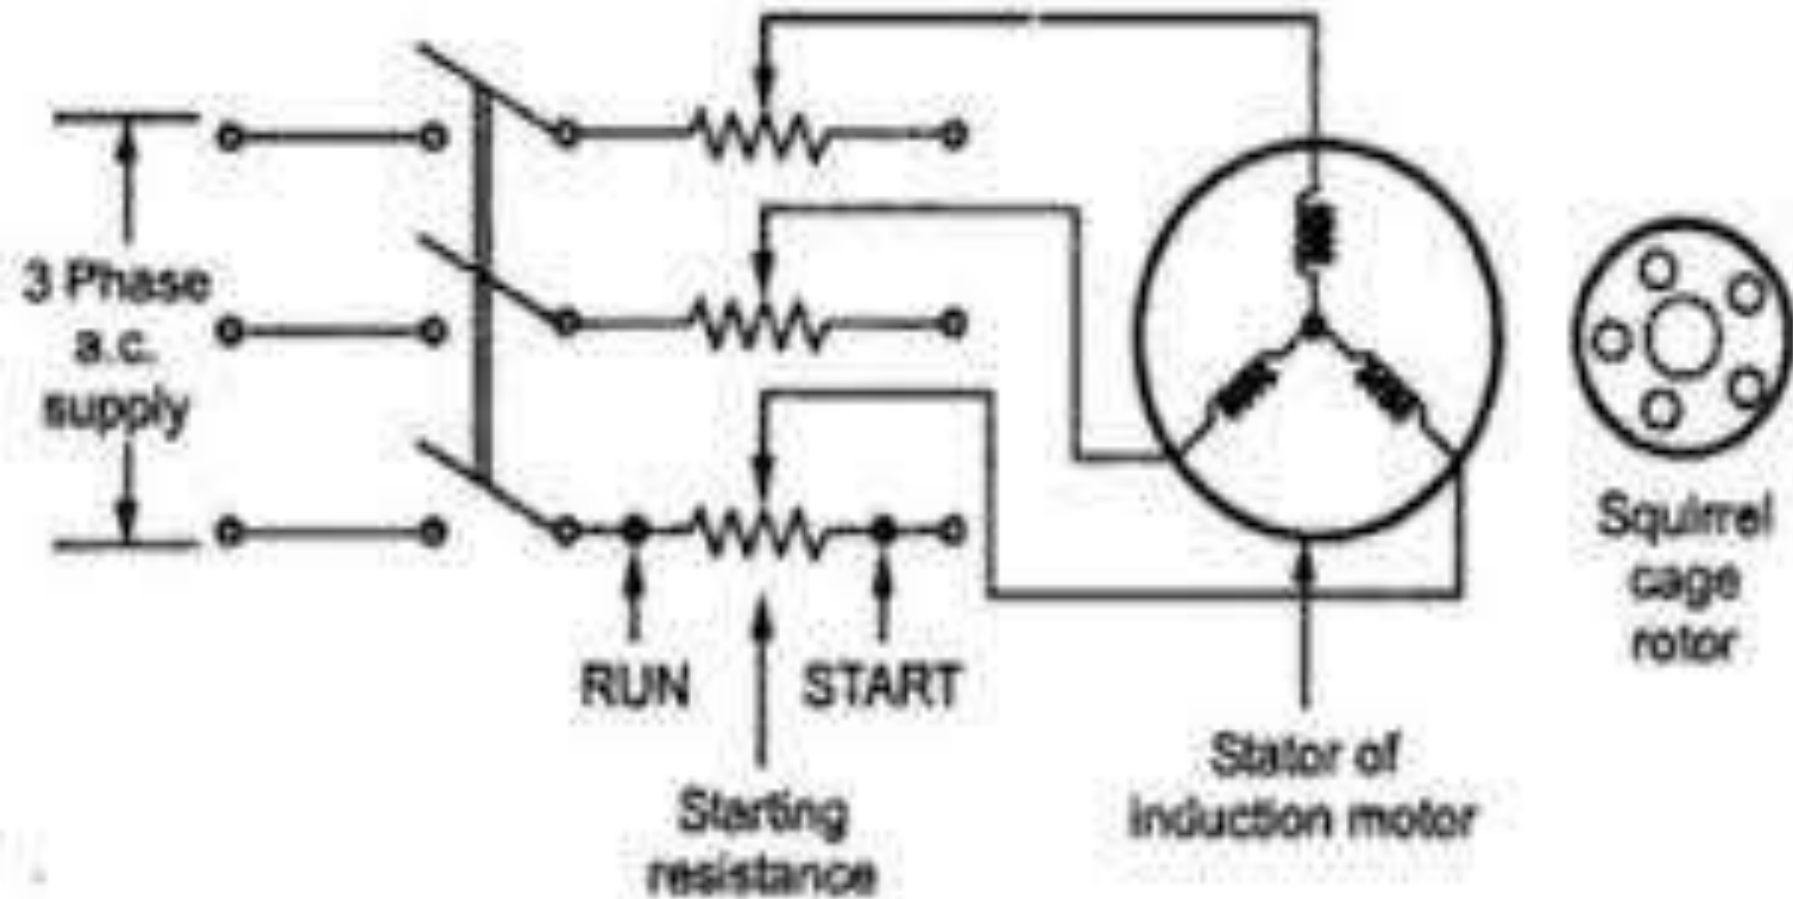 3 Phase
a.c.
supply
RUN
START
Starting
resistance
Stator of
induction motor
Squirrel
cage
rotor